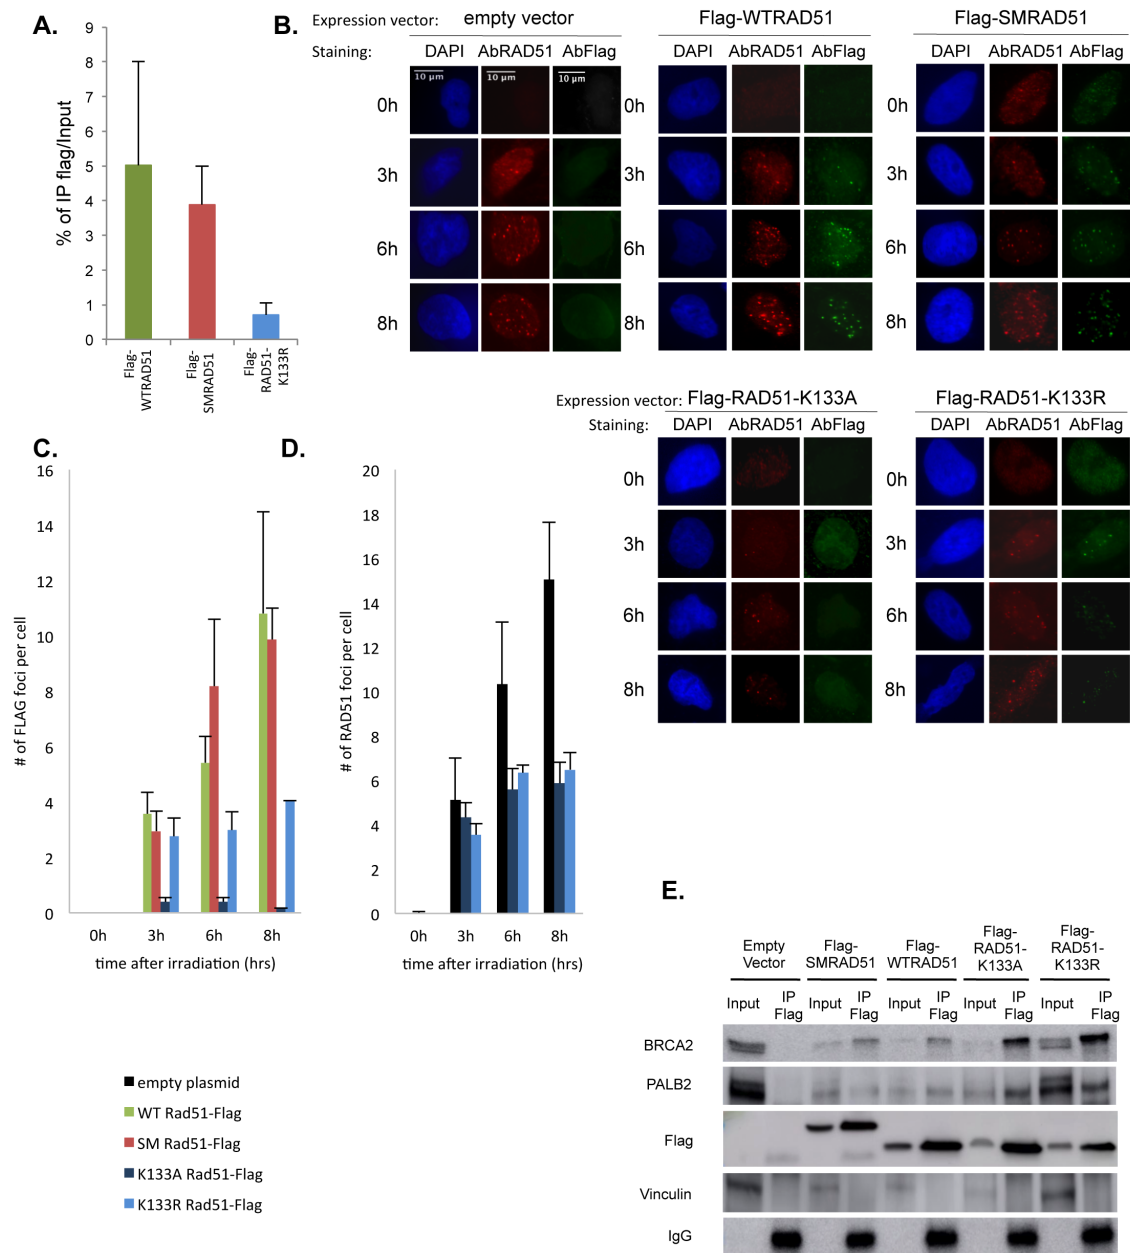 A.
% of IP flag/Input
9
8
7
6
5
4
3
2
1
0
Flag-
WTRAD51
Flag-
SMRAD51
Flag-
RAD51-
K133R
B.
Expression vector: empty vector Flag-WTRAD51 Flag-SMRAD51
Staining: DAPI AbRAD51 AbFlag DAPI AbRAD51 AbFlag DAPI AbRAD51 AbFlag
10 µm 10 µm 10 µm
0h 0h 0h
3h 3h 3h
6h 6h 6h
8h 8h 8h
Expression vector: Flag-RAD51-K133A Flag-RAD51-K133R
Staining: DAPI AbRAD51 AbFlag DAPI AbRAD51 AbFlag
0h 0h
3h 3h
6h 6h
8h 8h
C.
# of FLAG foci per cell
16
14
12
10
8
6
4
2
0
0h 3h 6h 8h
time after irradiation (hrs)
D.
# of RAD51 foci per cell
20
18
16
14
12
10
8
6
4
2
0
0h 3h 6h 8h
time after irradiation (hrs)
empty plasmid
WT Rad51-Flag
SM Rad51-Flag
K133A Rad51-Flag
K133R Rad51-Flag
E.
Empty
Vector
Flag-
SMRAD51
Flag-
WTRAD51
Flag-
RAD51-
K133A
Flag-
RAD51-
K133R
Input IP Flag Input IP Flag Input IP Flag Input IP Flag Input IP Flag
BRCA2
PALB2
Flag
Vinculin
IgG